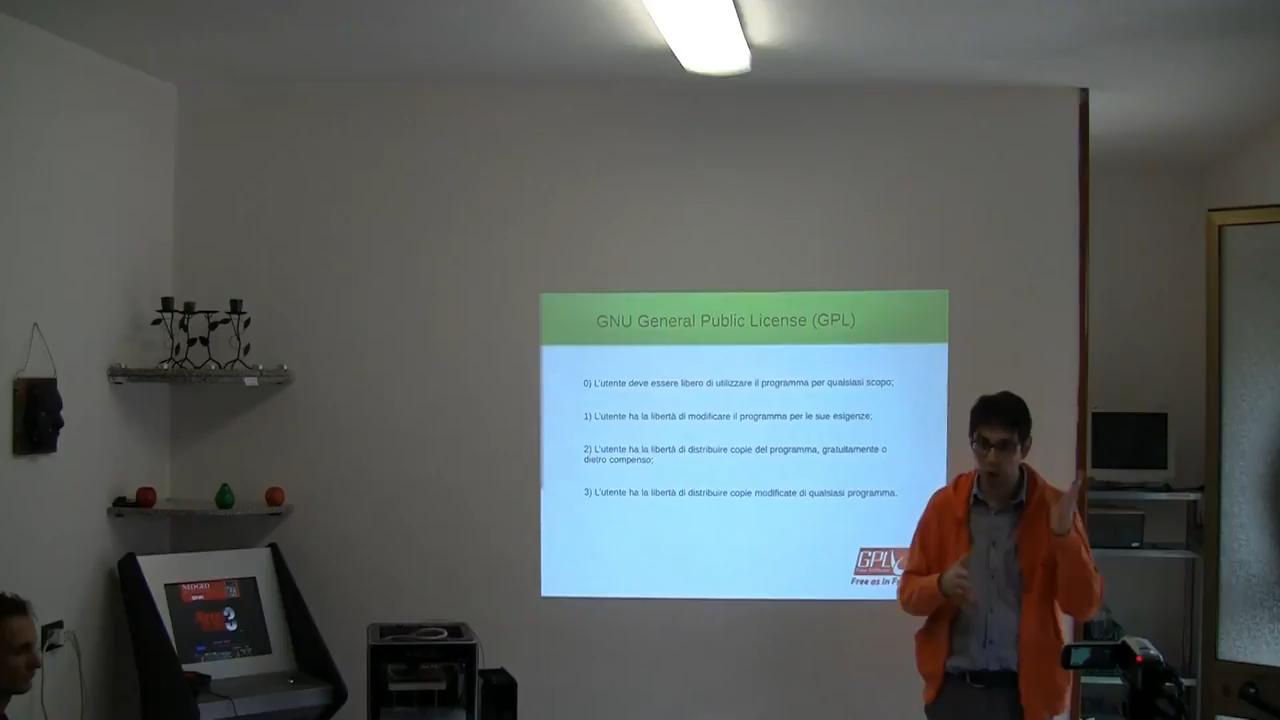 GNU General Public License (GPL)
0) L'utente deve essere libero di utilizzare il programma per qualsiasi scopo;
1) L'utente ha la libertà di modificare il programma per le sue esigenze;
2) L'utente ha la libertà di distribuire copie del programma, gratuitamente o
dietro compenso;
3) L'utente ha la libertà di distribuire copie modificate di qualsiasi programma.
GPLV
Free as in F
NEOGEO
3